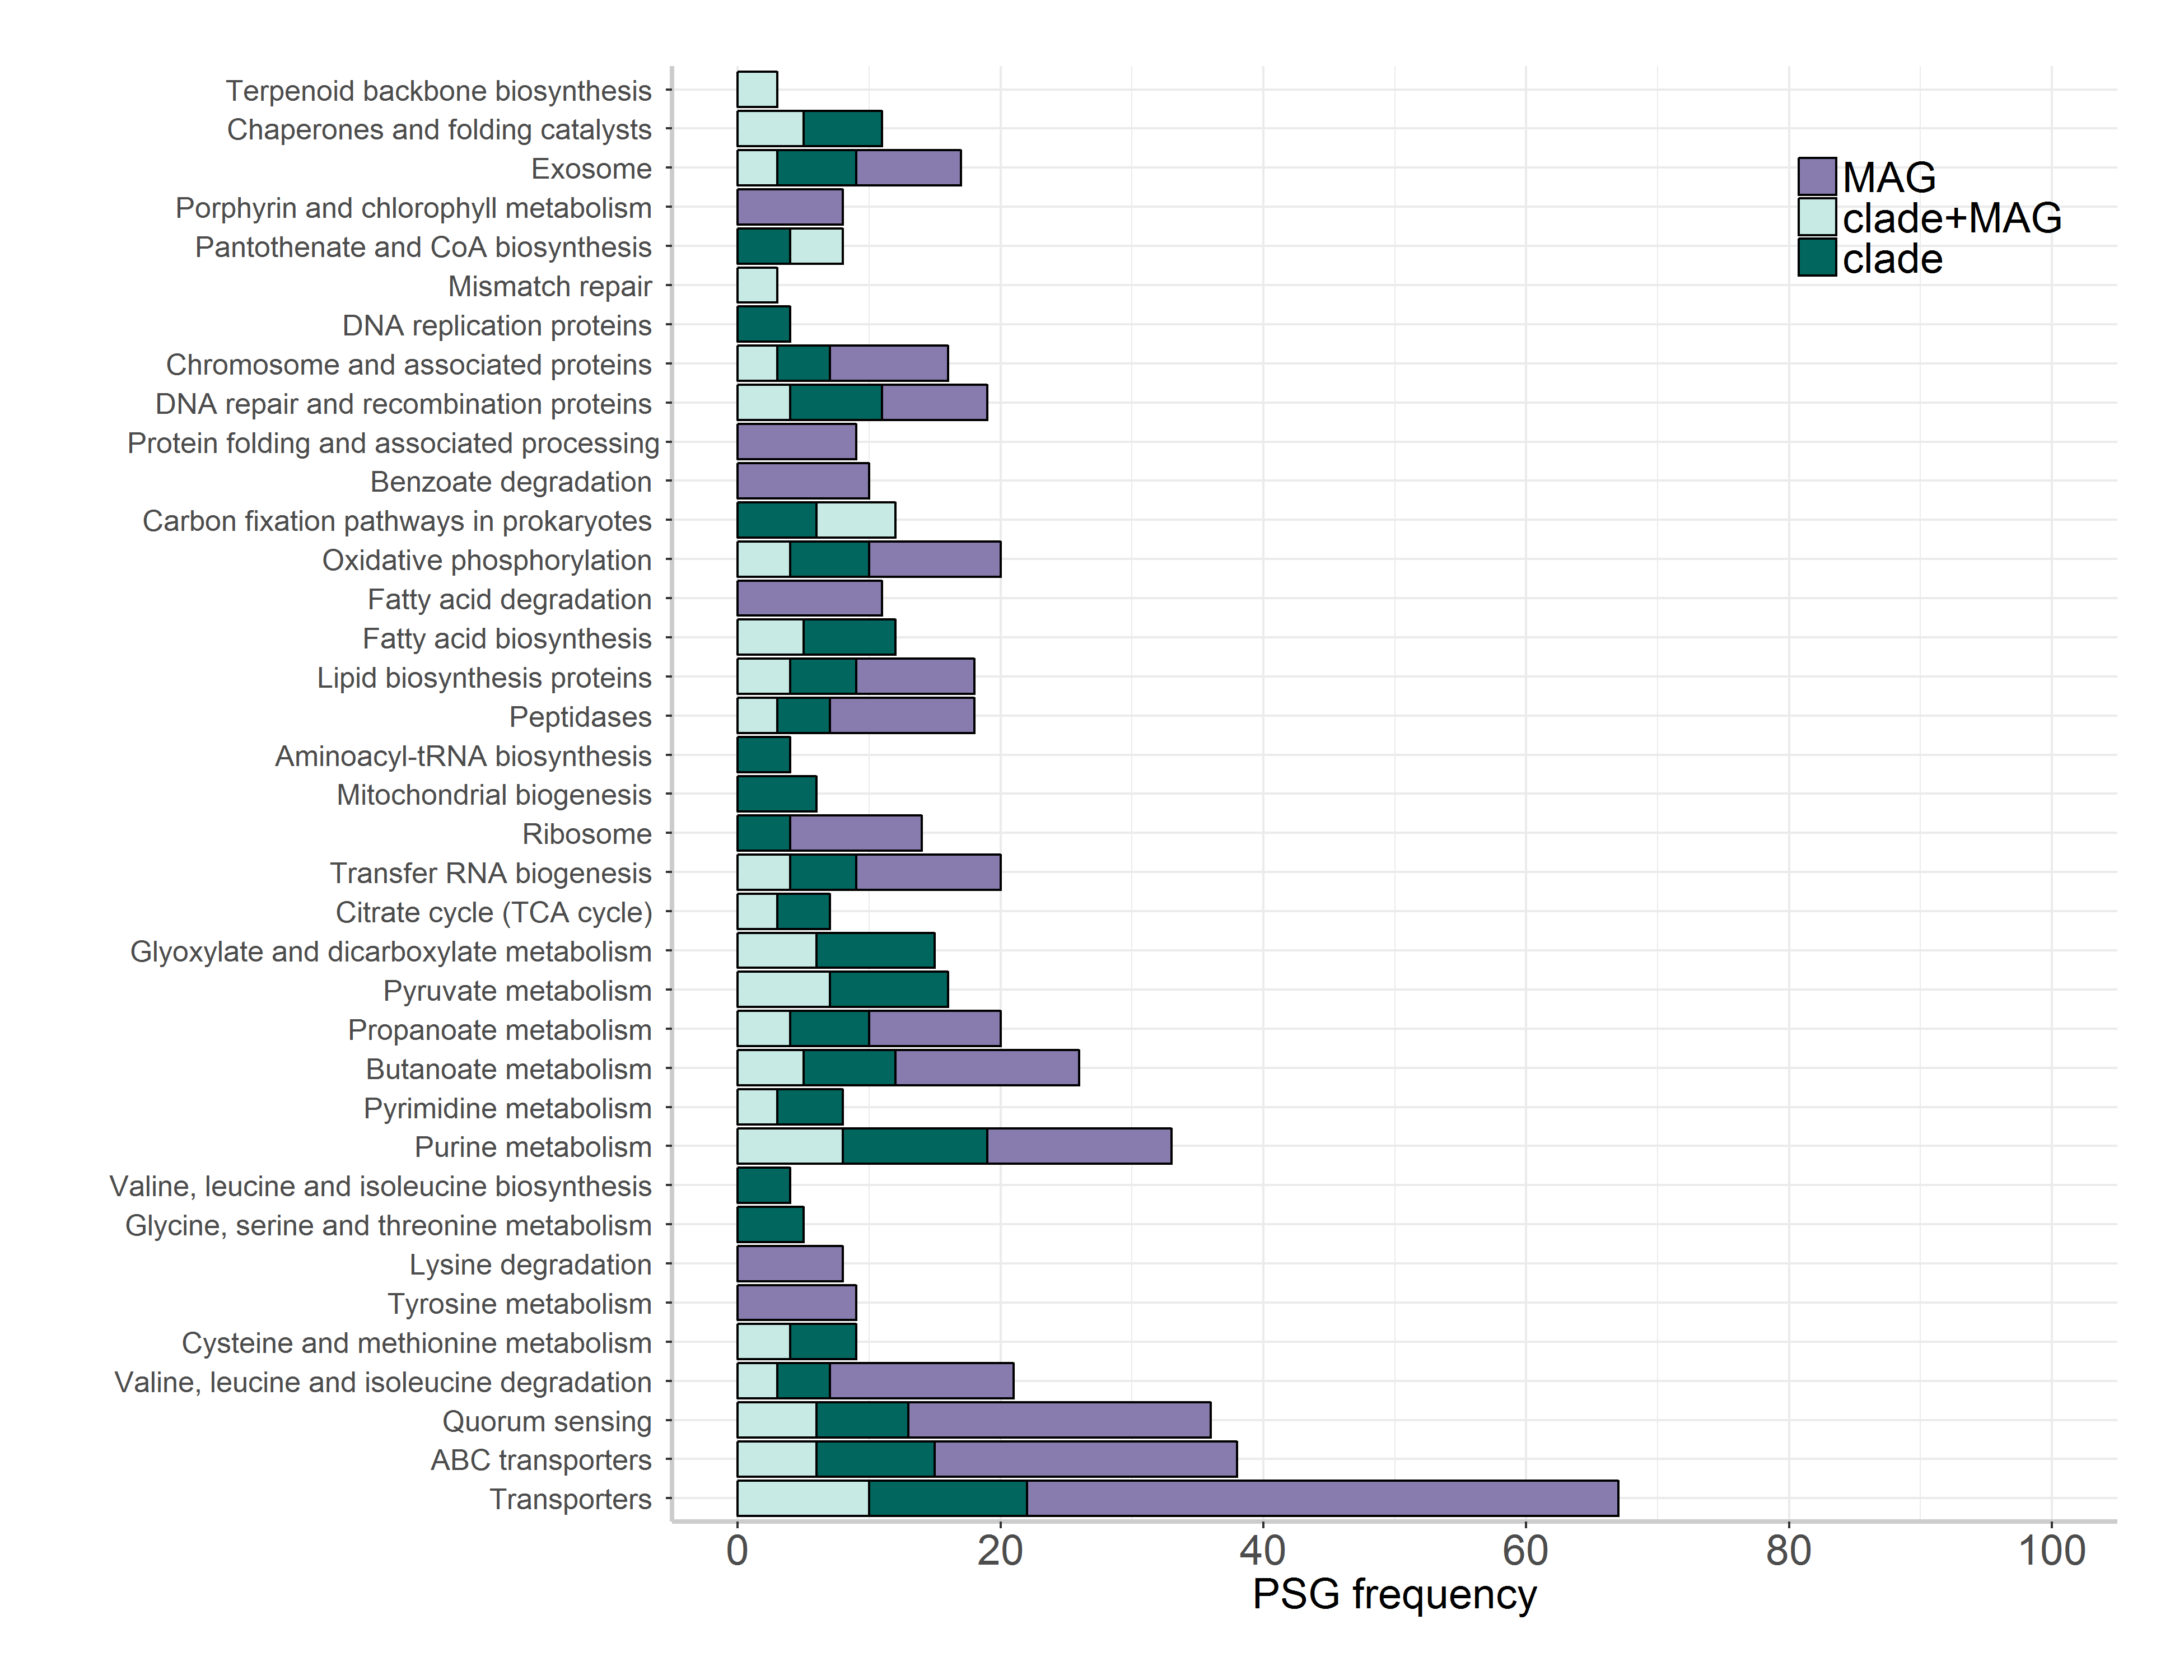 Terpenoid backbone biosynthesis
Chaperones and folding catalysts
Exosome
Porphyrin and chlorophyll metabolism
Pantothenate and CoA biosynthesis
Mismatch repair
DNA replication proteins
Chromosome and associated proteins
DNA repair and recombination proteins
Protein folding and associated processing
Benzoate degradation
Carbon fixation pathways in prokaryotes
Oxidative phosphorylation
Fatty acid degradation
Fatty acid biosynthesis
Lipid biosynthesis proteins
Peptidases
Aminoacyl-tRNA biosynthesis
Mitochondrial biogenesis
Ribosome
Transfer RNA biogenesis
Citrate cycle (TCA cycle)
Glyoxylate and dicarboxylate metabolism
Pyruvate metabolism
Propanoate metabolism
Butanoate metabolism
Pyrimidine metabolism
Purine metabolism
Valine, leucine and isoleucine biosynthesis
Glycine, serine and threonine metabolism
Lysine degradation
Tyrosine metabolism
Cysteine and methionine metabolism
Valine, leucine and isoleucine degradation
Quorum sensing
ABC transporters
Transporters
MAG
clade+MAG
clade
0 20 40 60 80 100
PSG frequency